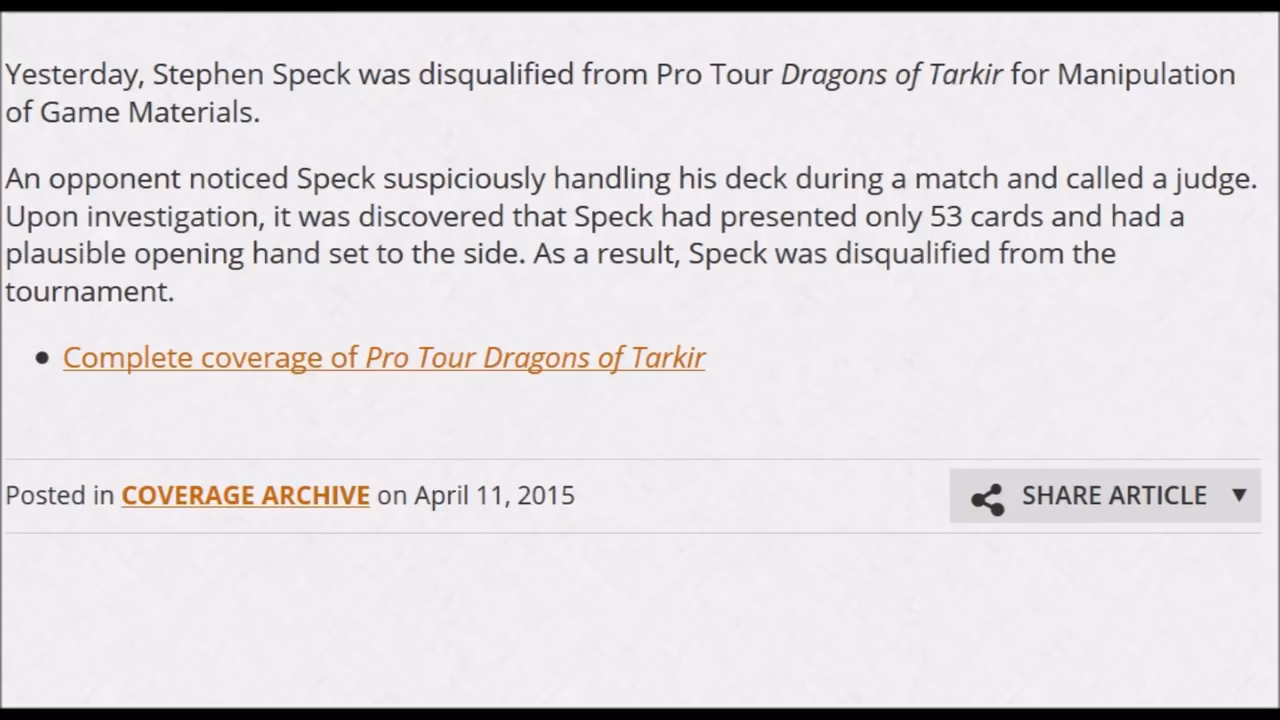 Yesterday, Stephen Speck was disqualified from Pro Tour Dragons of Tarkir for Manipulation
of Game Materials.
An opponent noticed Speck suspiciously handling his deck during a match and called a judge.
Upon investigation, it was discovered that Speck had presented only 53 cards and had a
plausible opening hand set to the side. As a result, Speck was disqualified from the
tournament.
Complete coverage of Pro Tour Dragons of Tarkir
Posted in COVERAGE ARCHIVE on April 11, 2015
SHARE ARTICLE